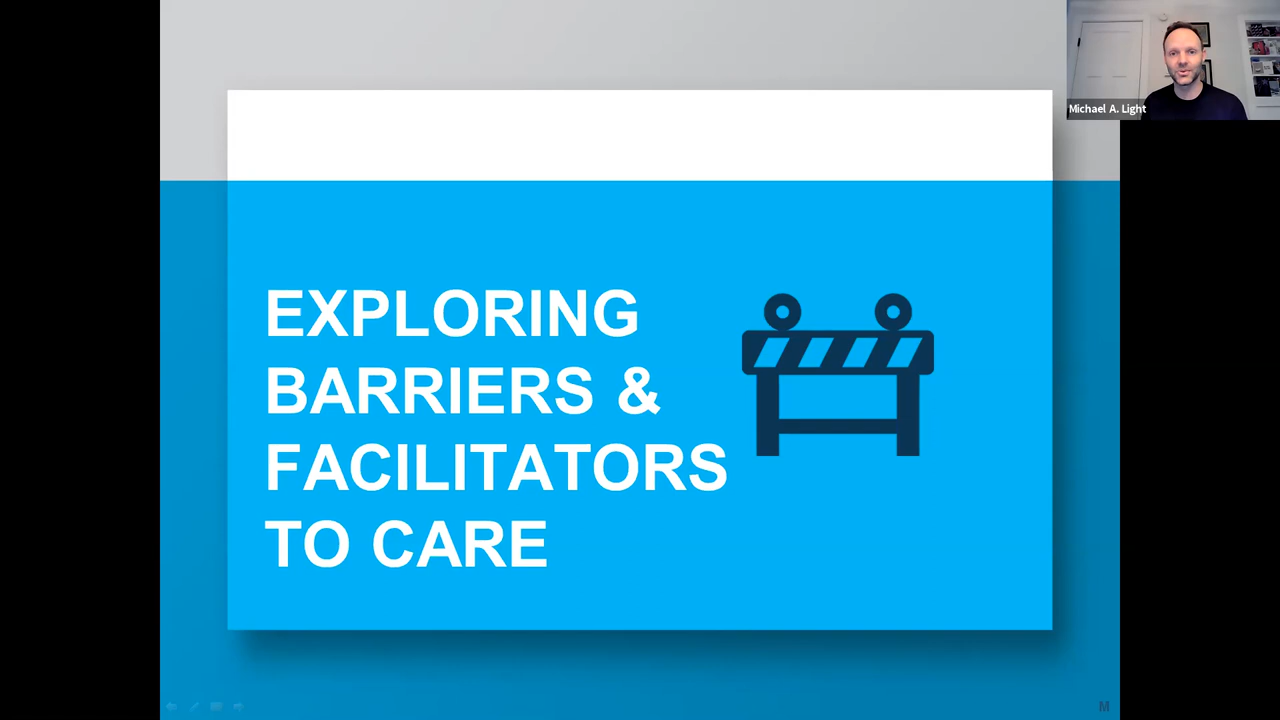 Michael A. Light
EXPLORING
BARRIERS &
FACILITATORS
TO CARE
M